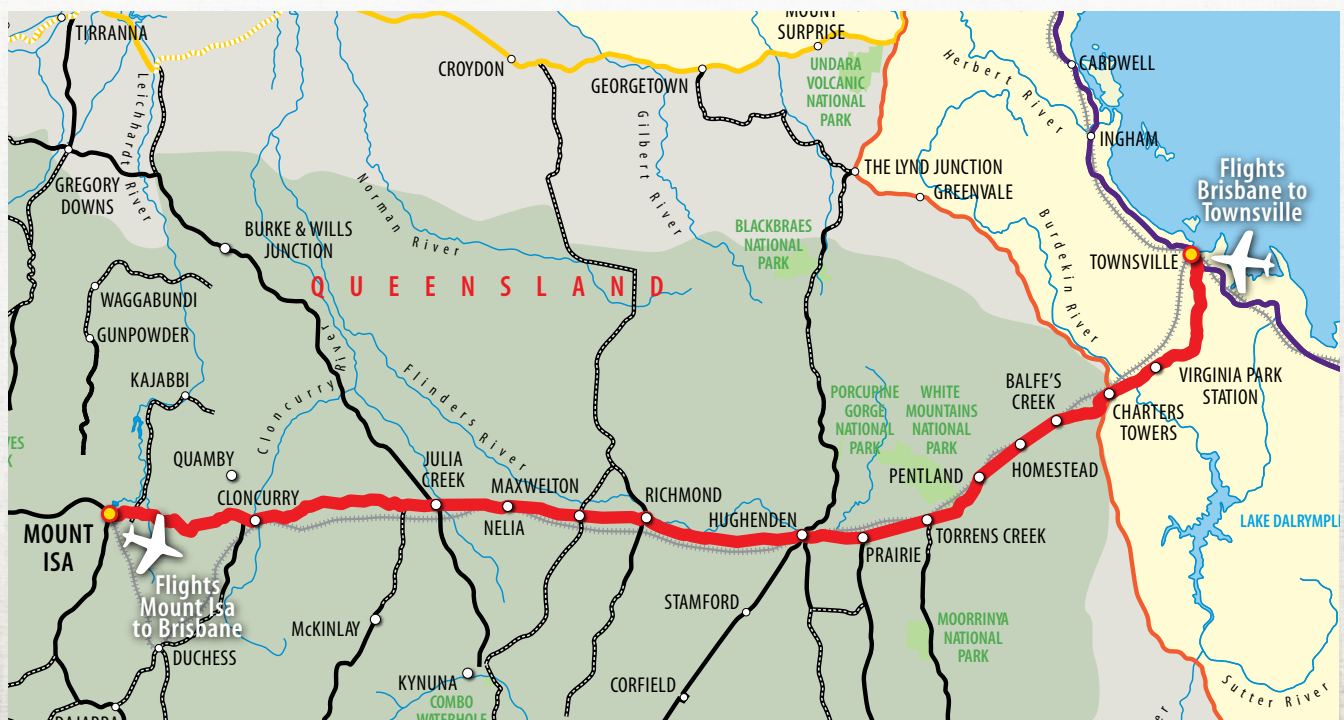 TIRRANNA
MOUNT
SURPRISE
CROYDON
GEORGETOWN
UNDARA
VOLCANIC
NATIONAL
PARK
CARDWELL
Herbert River
INGHAM
Leichhardt River
Gilbert River
Norman River
GREGORY
DOWNS
THE LYND JUNCTION
GREENVALE
Flights
Brisbane to
Townsville
BURKE & WILLS
JUNCTION
BLACKBRAES
NATIONAL
PARK
Burdekin River
TOWNSVILLE
QUEENSLAND
WAGGABUNDI
GUNPOWDER
KAJABBI
Cloncurry River
Flinders River
PORCUPINE
GORGE
NATIONAL
PARK
WHITE
MOUNTAINS
NATIONAL
PARK
BALFE'S
CREEK
VIRGINIA PARK
STATION
CHARTERS
TOWERS
QUAMBY
CLONCURRY
JULIA
CREEK
MAXWELTON
NELIA
RICHMOND
HUGHENDEN
PENTLAND
HOMESTEAD
PRAIRIE
TORRENS CREEK
LAKE DALRYMPL
MOUNT
ISA
Flights
Mount Isa
to Brisbane
McKINLAY
DUCHESS
STAMFORD
MOORRINYA
NATIONAL
PARK
KYNUNA
CORFIELD
COMBO
WATERHOLE
DAJARRA
Sutter River